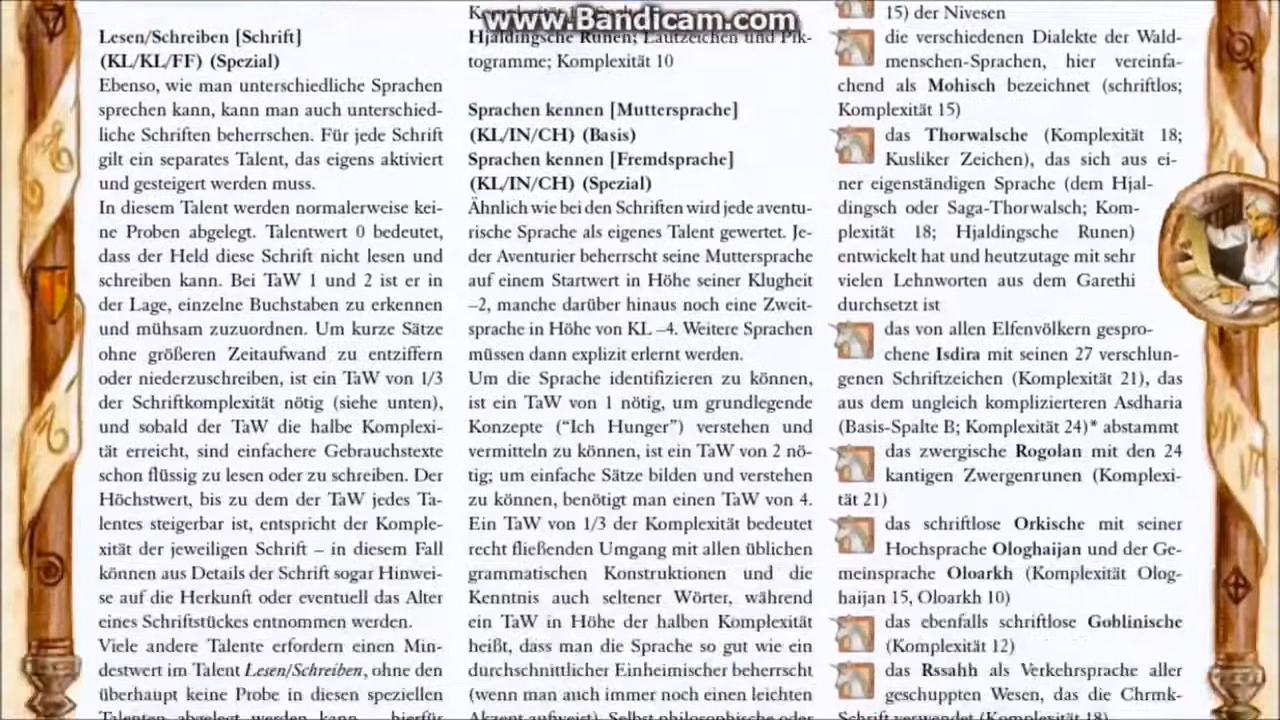 www.Bandicam.com
Lesen/Schreiben [Schrift]
(KL/KL/FF) (Spezial)
Ebenso, wie man unterschiedliche Sprachen
sprechen kann, kann man auch unterschied-
liche Schriften beherrschen. Für jede Schrift
gilt ein separates Talent, das eigens aktiviert
und gesteigert werden muss.
In diesem Talent werden normalerweise kei-
ne Proben abgelegt. Talentwert 0 bedeutet,
dass der Held diese Schrift nicht lesen und
schreiben kann. Bei TaW 1 und 2 ist er in
der Lage, einzelne Buchstaben zu erkennen
und mühsam zuzuordnen. Um kurze Sätze
ohne größeren Zeitaufwand zu entziffern
oder niederzuschreiben, ist ein TaW von 1/3
der Schriftkomplexität nötig (siehe unten),
und sobald der TaW die halbe Komplexi-
tät erreicht, sind einfachere Gebrauchstexte
schon flüssig zu lesen oder zu schreiben. Der
Höchstwert, bis zu dem der TaW jedes Ta-
lentes steigerbar ist, entspricht der Komple-
xität der jeweiligen Schrift – in diesem Fall
können aus Details der Schrift sogar Hinwei-
se auf die Herkunft oder eventuell das Alter
eines Schriftstückes entnommen werden.
Viele andere Talente erfordern einen Min-
destwert im Talent Lesen/Schreiben, ohne den
überhaupt keine Probe in diesen speziellen
Talenten abgelegt werden kann – hierfür
Hjaldingsche Runen; Lautzeichen und Pik-
togramme; Komplexität 10
Sprachen kennen [Muttersprache]
(KL/IN/CH) (Basis)
Sprachen kennen [Fremdsprache]
(KL/IN/CH) (Spezial)
Ähnlich wie bei den Schriften wird jede aventu-
rische Sprache als eigenes Talent gewertet. Je-
der Aventurier beherrscht seine Muttersprache
auf einem Startwert in Höhe seiner Klugheit
–2, manche darüber hinaus noch eine Zweit-
sprache in Höhe von KL –4. Weitere Sprachen
müssen dann explizit erlernt werden.
Um die Sprache identifizieren zu können,
ist ein TaW von 1 nötig, um grundlegende
Konzepte (“Ich Hunger”) verstehen und
vermitteln zu können, ist ein TaW von 2 nö-
tig; um einfache Sätze bilden und verstehen
zu können, benötigt man einen TaW von 4.
Ein TaW von 1/3 der Komplexität bedeutet
recht fließenden Umgang mit allen üblichen
grammatischen Konstruktionen und die
Kenntnis auch seltener Wörter, während
ein TaW in Höhe der halben Komplexität
heißt, dass man die Sprache so gut wie ein
durchschnittlicher Einheimischer beherrscht
(wenn man auch immer noch einen leichten
Akzent aufweist). Selbst philosophische oder
15) der Nivesen
die verschiedenen Dialekte der Wald-
menschen-Sprachen, hier vereinfa-
chend als Mohisch bezeichnet (schriftlos;
Komplexität 15)
das Thorwalsche (Komplexität 18;
Kusliker Zeichen), das sich aus ei-
ner eigenständigen Sprache (dem Hjal-
dingsch oder Saga-Thorwalsch; Kom-
plexität 18; Hjaldingsche Runen)
entwickelt hat und heutzutage mit sehr
vielen Lehnworten aus dem Garethi
durchsetzt ist
das von allen Elfenvölkern gespro-
chene Isdira mit seinen 27 verschlun-
genen Schriftzeichen (Komplexität 21), das
aus dem ungleich komplizierteren Asdharia
(Basis-Spalte B; Komplexität 24)* abstammt
das zwergische Rogolan mit den 24
kantigen Zwergenrunen (Komplexi-
tät 21)
das schriftlose Orkische mit seiner
Hochsprache Ologhaijan und der Ge-
meinsprache Oloarkh (Komplexität Olog-
haijan 15, Oloarkh 10)
das ebenfalls schriftlose Goblinische
(Komplexität 12)
das Rssahh als Verkehrsprache aller
geschuppten Wesen, das die Chrmk-
Schrift verwendet (Komplexität 18)